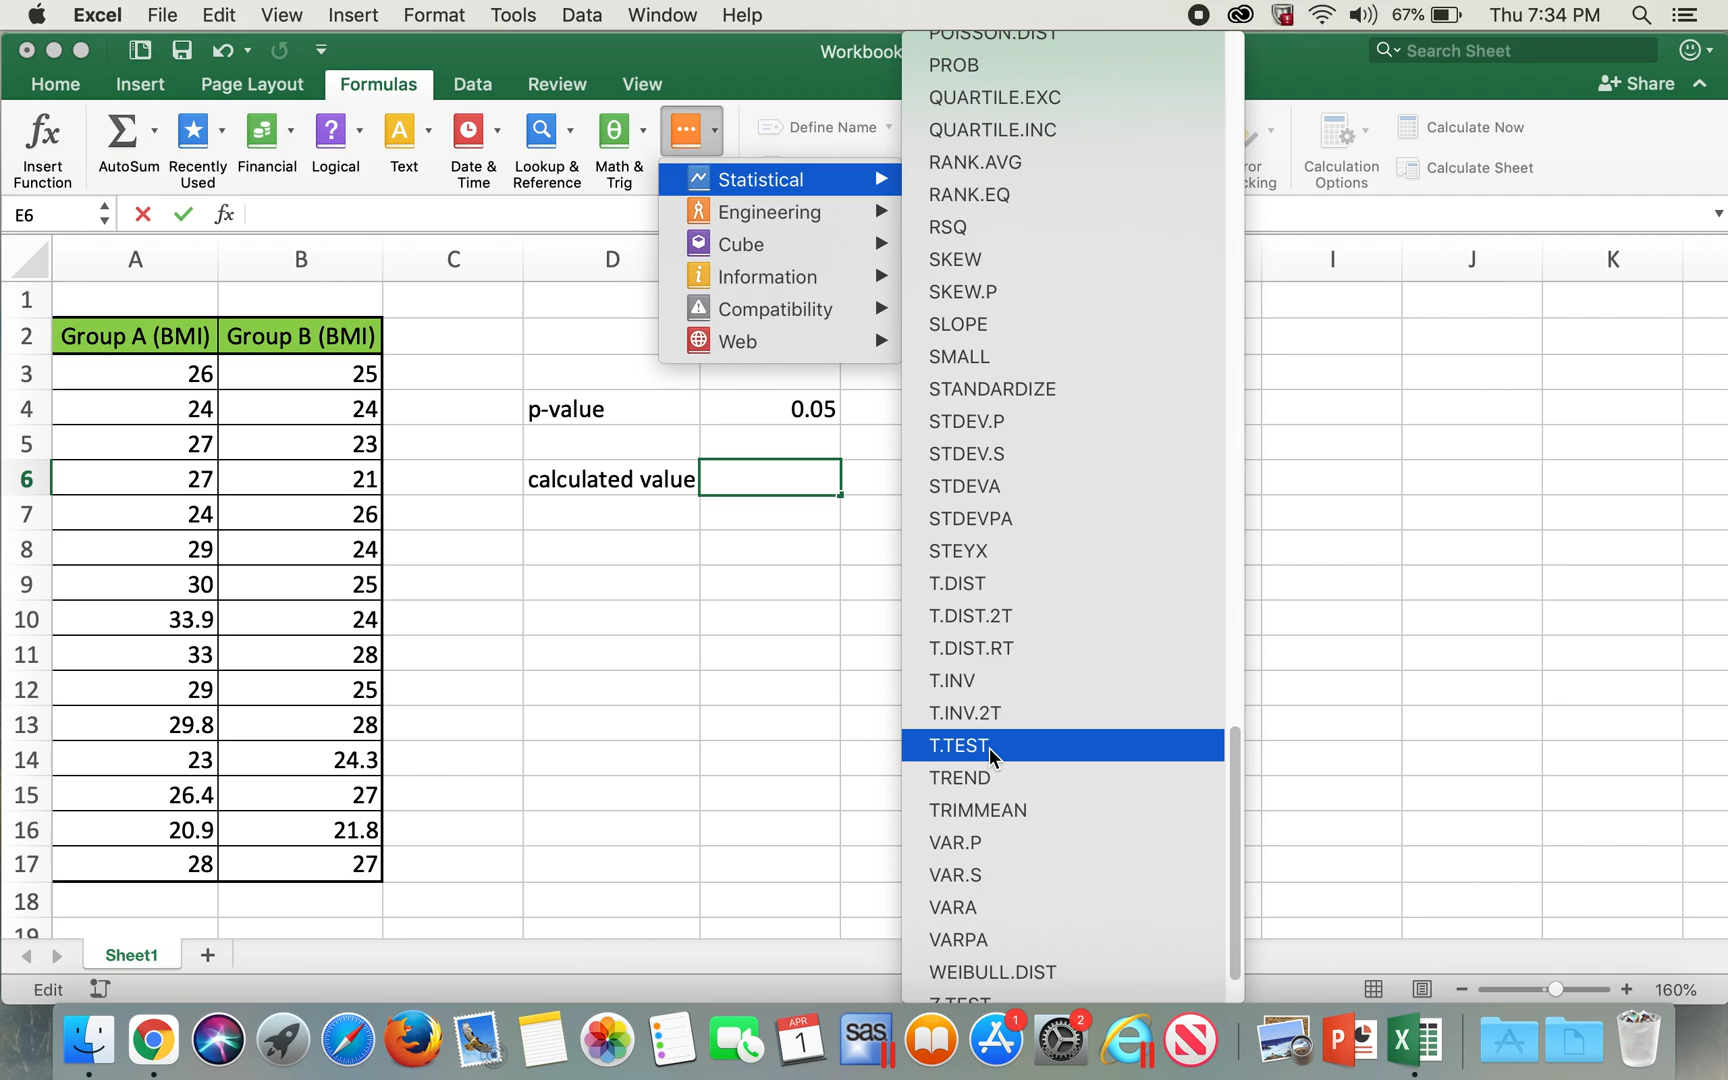 Excel File Edit View Insert Format Tools Data Window Help 67% Thu 7:34 PM
Workbook Search Sheet
Home Insert Page Layout Formulas Data Review View Share
Insert Function
AutoSum
Recently Used
Financial
Logical
Text
Date & Time
Lookup & Reference
Math & Trig
Define Name
Calculation Options
Calculate Now
Calculate Sheet
Statistical
Engineering
Cube
Information
Compatibility
Web
POISSON.DIST
PROB
QUARTILE.EXC
QUARTILE.INC
RANK.AVG
RANK.EQ
RSQ
SKEW
SKEW.P
SLOPE
SMALL
STANDARDIZE
STDEV.P
STDEV.S
STDEVA
STDEVPA
STEYX
T.DIST
T.DIST.2T
T.DIST.RT
T.INV
T.INV.2T
T.TEST
TREND
TRIMMEAN
VAR.P
VAR.S
VARA
VARPA
WEIBULL.DIST
Z.TEST
E6 fx
A B C D I J K
1
2 Group A (BMI) Group B (BMI)
3 26 25
4 24 24 p-value 0.05
5 27 23
6 27 21 calculated value
7 24 26
8 29 24
9 30 25
10 33.9 24
11 33 28
12 29 25
13 29.8 28
14 23 24.3
15 26.4 27
16 20.9 21.8
17 28 27
18
19
Sheet1 +
Edit 160%
APR 1 sas 1 2